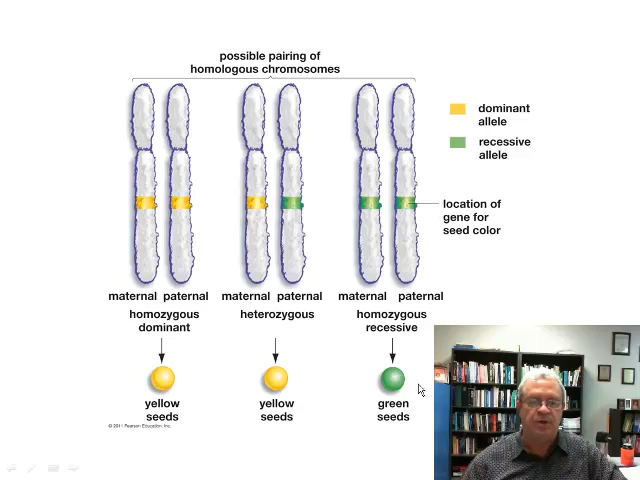 possible pairing of
homologous chromosomes
dominant
allele
recessive
allele
location of
gene for
seed color
maternal paternal
maternal paternal
maternal paternal
homozygous
dominant
heterozygous
homozygous
recessive
yellow
seeds
yellow
seeds
green
seeds
© 2011 Pearson Education, Inc.